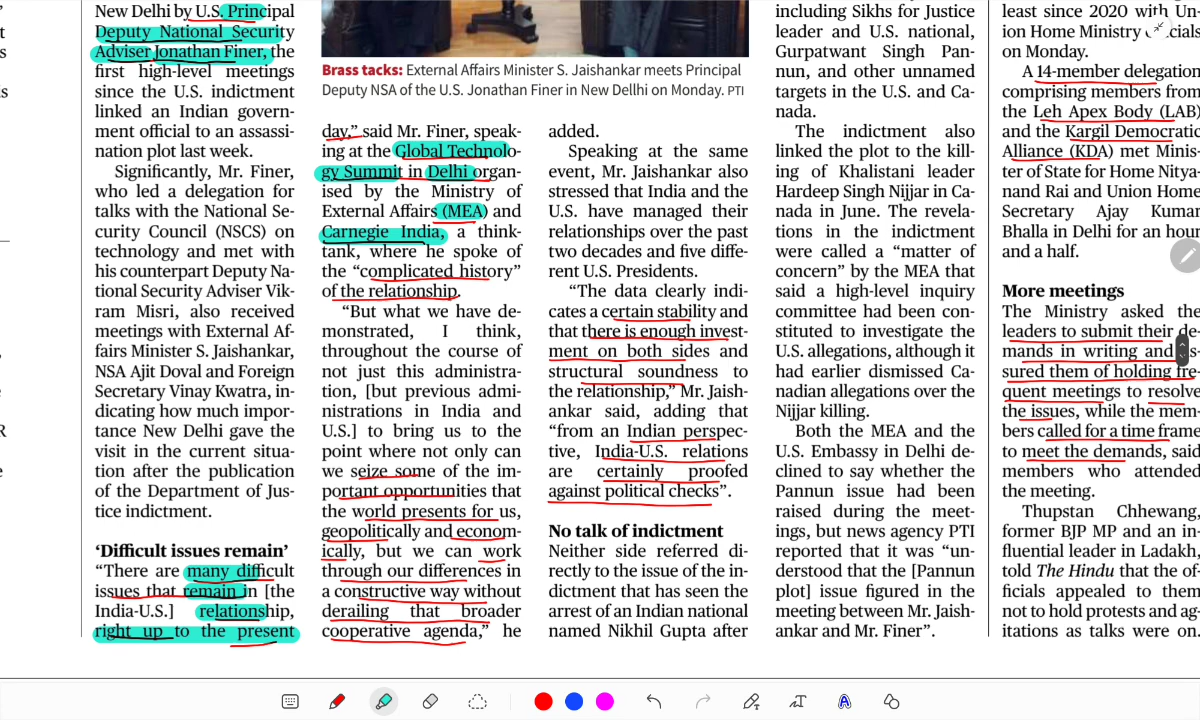 New Delhi by U.S. Principal
Deputy National Security
Adviser Jonathan Finer, the
first high-level meetings
since the U.S. indictment
linked an Indian govern-
ment official to an assassi-
nation plot last week.
Significantly, Mr. Finer,
who led a delegation for
talks with the National Se-
curity Council (NSCS) on
technology and met with
his counterpart Deputy Na-
tional Security Adviser Vik-
ram Misri, also received
meetings with External Af-
fairs Minister S. Jaishankar,
NSA Ajit Doval and Foreign
Secretary Vinay Kwatra, in-
dicating how much impor-
tance New Delhi gave the
visit in the current situa-
tion after the publication
of the Department of Jus-
tice indictment.
‘Difficult issues remain’
“There are many difficult
issues that remain in [the
India-U.S.] relationship,
right up to the present
Brass tacks: External Affairs Minister S. Jaishankar meets Principal
Deputy NSA of the U.S. Jonathan Finer in New Dellhi on Monday. PTI
day,” said Mr. Finer, speak-
ing at the Global Technolo-
gy Summit in Delhi organ-
ised by the Ministry of
External Affairs (MEA) and
Carnegie India, a think-
tank, where he spoke of
the “complicated history”
of the relationship.
“But what we have de-
monstrated, I think,
throughout the course of
not just this administra-
tion, [but previous admi-
nistrations in India and
U.S.] to bring us to the
point where not only can
we seize some of the im-
portant opportunities that
the world presents for us,
geopolitically and econom-
ically, but we can work
through our differences in
a constructive way without
derailing that broader
cooperative agenda,” he
added.
Speaking at the same
event, Mr. Jaishankar also
stressed that India and the
U.S. have managed their
relationships over the past
two decades and five diffe-
rent U.S. Presidents.
“The data clearly indi-
cates a certain stability and
that there is enough invest-
ment on both sides and
structural soundness to
the relationship,” Mr. Jaish-
ankar said, adding that
“from an Indian perspec-
tive, India-U.S. relations
are certainly proofed
against political checks”.
No talk of indictment
Neither side referred di-
rectly to the issue of the in-
dictment that has seen the
arrest of an Indian national
named Nikhil Gupta after
including Sikhs for Justice
leader and U.S. national,
Gurpatwant Singh Pan-
nun, and other unnamed
targets in the U.S. and Ca-
nada.
The indictment also
linked the plot to the kill-
ing of Khalistani leader
Hardeep Singh Nijjar in Ca-
nada in June. The revela-
tions in the indictment
were called a “matter of
concern” by the MEA that
said a high-level inquiry
committee had been con-
stituted to investigate the
U.S. allegations, although it
had earlier dismissed Ca-
nadian allegations over the
Nijjar killing.
Both the MEA and the
U.S. Embassy in Delhi de-
clined to say whether the
Pannun issue had been
raised during the meet-
ings, but news agency PTI
reported that it was “un-
derstood that the [Pannun
plot] issue figured in the
meeting between Mr. Jaish-
ankar and Mr. Finer”.
least since 2020 with Un-
ion Home Ministry
on Monday.
A 14-member delegation
comprising members from
the Leh Apex Body (LAB)
and the Kargil Democratic
Alliance (KDA) met Minis-
ter of State for Home Nitya-
nand Rai and Union Home
Secretary Ajay Kumar
Bhalla in Delhi for an hour
and a half.
More meetings
The Ministry asked the
leaders to submit their de-
mands in writing and
sured them of holding fre-
quent meetings to resolve
the issues, while the mem-
bers called for a time frame
to meet the demands, said
members who attended
the meeting.
Thupstan Chhewang,
former BJP MP and an in-
fluential leader in Ladakh,
told The Hindu that the of-
ficials appealed to them
not to hold protests and ag-
itations as talks were on.